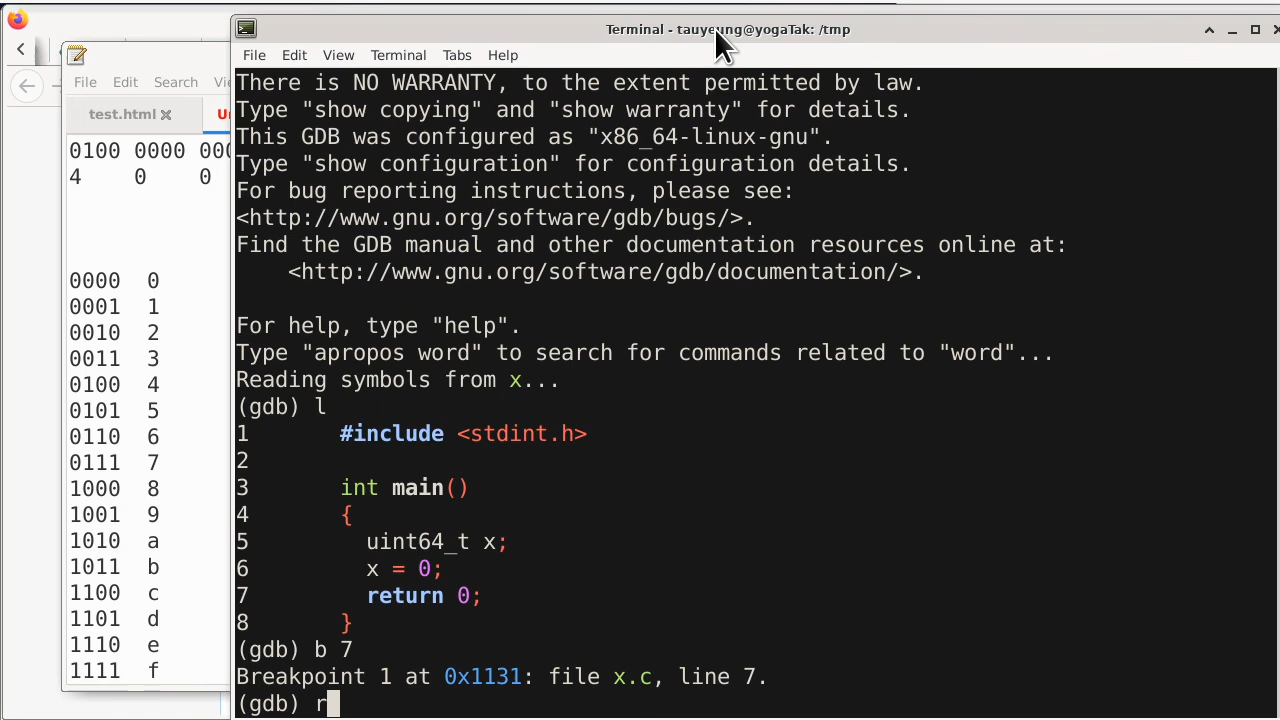 Terminal - tauyeung@yogaTak: /tmp
File Edit View Terminal Tabs Help
File Edit Search
test.html
0100 0000
4 0 0
0000 0
0001 1
0010 2
0011 3
0100 4
0101 5
0110 6
0111 7
1000 8
1001 9
1010 a
1011 b
1100 c
1101 d
1110 e
1111 f
There is NO WARRANTY, to the extent permitted by law.
Type "show copying" and "show warranty" for details.
This GDB was configured as "x86_64-linux-gnu".
Type "show configuration" for configuration details.
For bug reporting instructions, please see:
<http://www.gnu.org/software/gdb/bugs/>.
Find the GDB manual and other documentation resources online at:
<http://www.gnu.org/software/gdb/documentation/>.
For help, type "help".
Type "apropos word" to search for commands related to "word"...
Reading symbols from x...
(gdb) l
1 #include <stdint.h>
2
3 int main()
4 {
5 uint64_t x;
6 x = 0;
7 return 0;
8 }
(gdb) b 7
Breakpoint 1 at 0x1131: file x.c, line 7.
(gdb) r